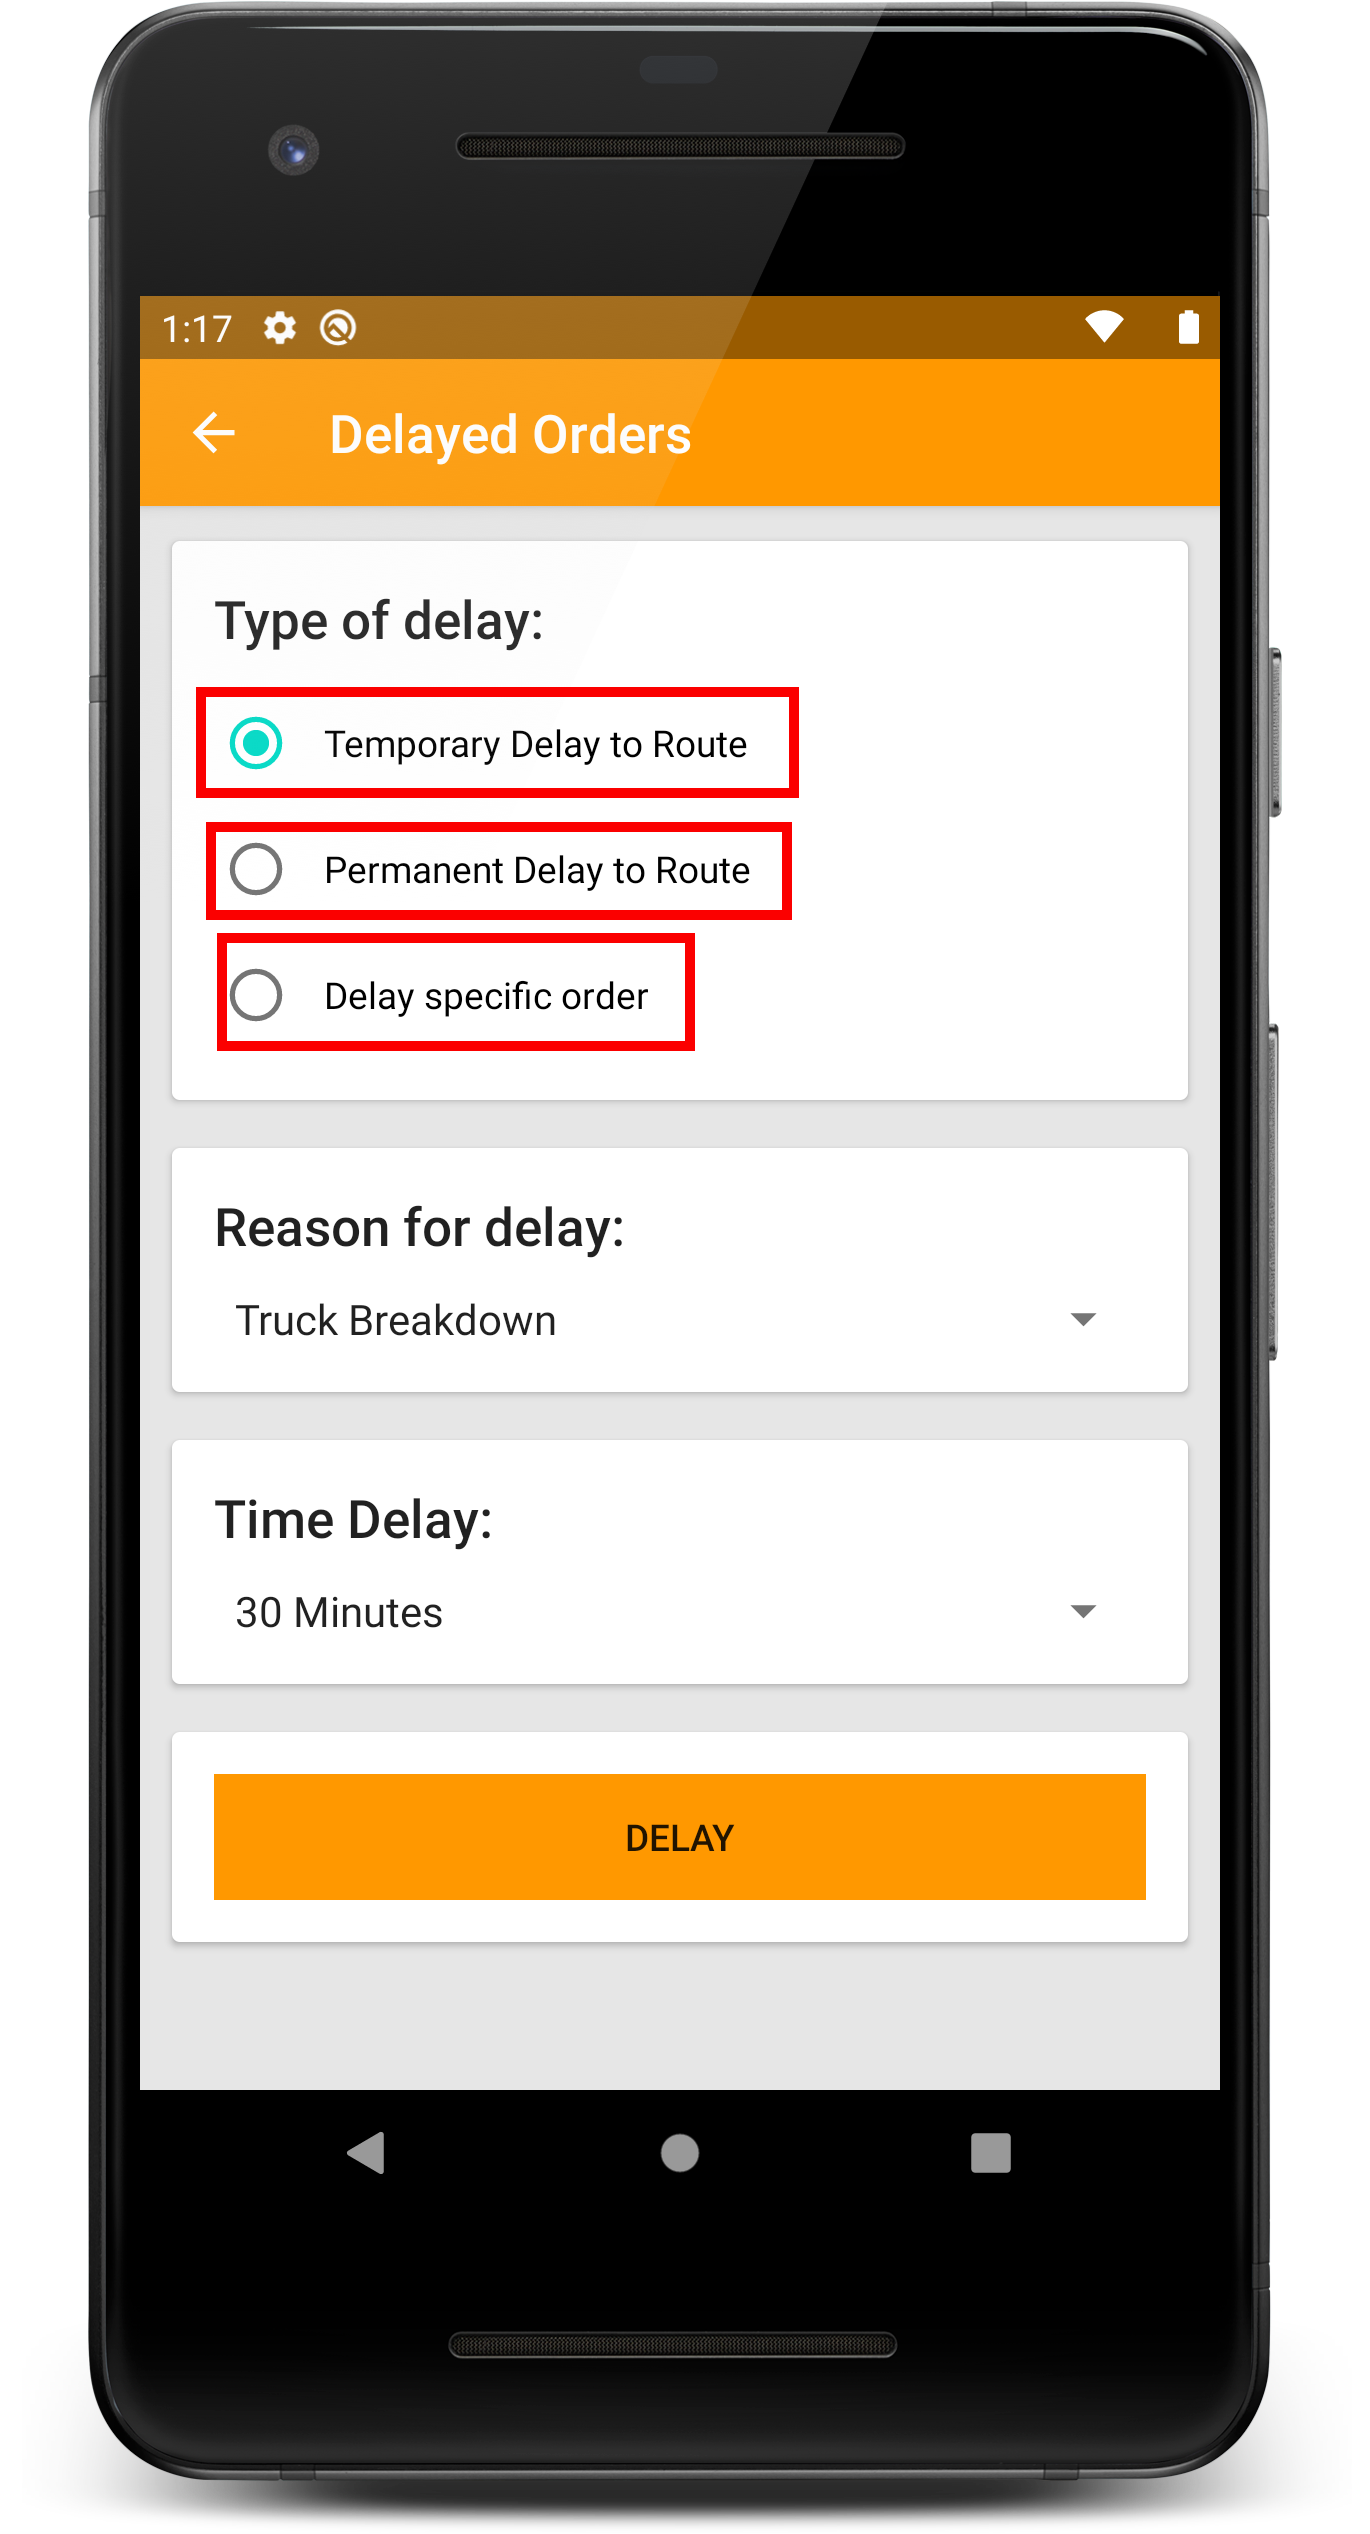 1:17
Delayed Orders
Type of delay:
Temporary Delay to Route
Permanent Delay to Route
Delay specific order
Reason for delay:
Truck Breakdown
Time Delay:
30 Minutes
DELAY